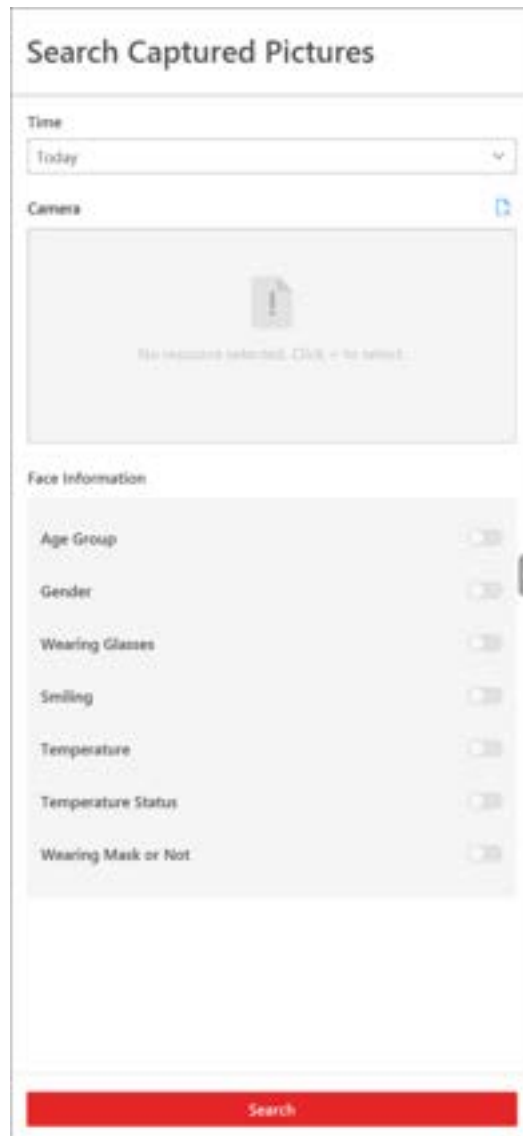 Search Captured Pictures
Time
Today
Camera
No resource selected. Click + to select.
Face Information
Age Group
Gender
Wearing Glasses
Smiling
Temperature
Temperature Status
Wearing Mask or Not
Search